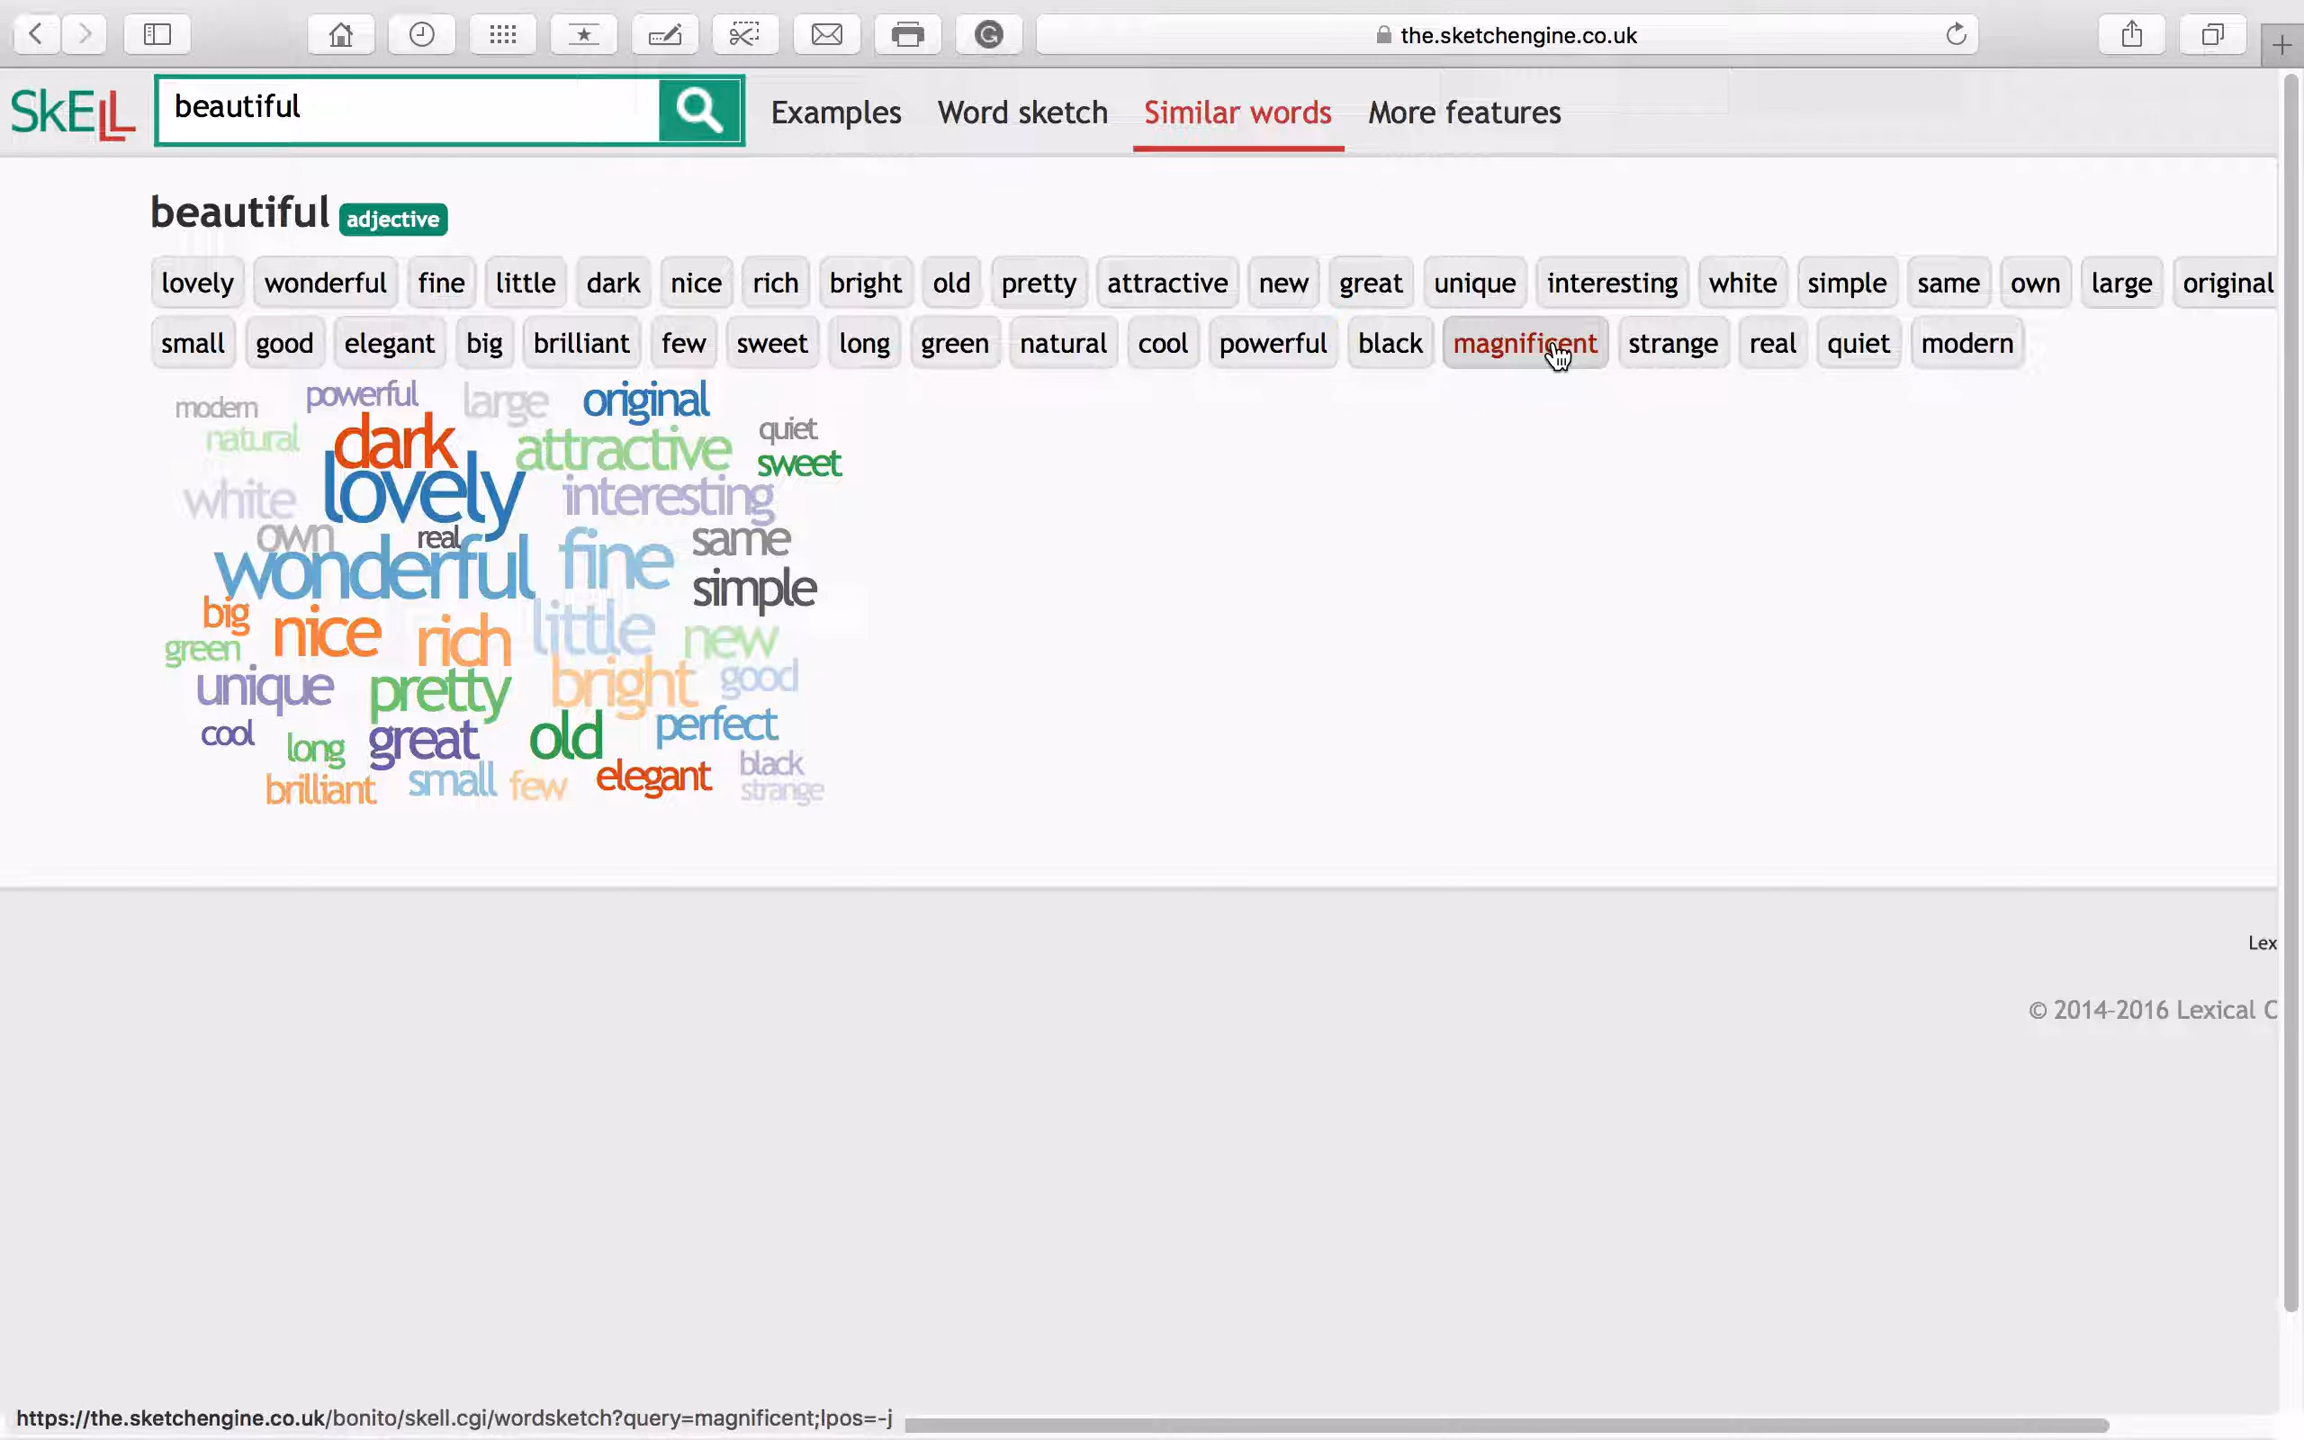 the.sketchengine.co.uk
SkELL beautiful Examples Word sketch Similar words More features
beautiful adjective
lovely wonderful fine little dark nice rich bright old pretty attractive new great unique interesting white simple same own large original
small good elegant big brilliant few sweet long green natural cool powerful black magnificent strange real quiet modern
modern powerful large original
natural dark attractive quiet
sweet
white lovely interesting
own real same
wonderful fine simple
big nice rich little new
green
unique pretty bright good
cool long great old perfect
brilliant small few elegant black
strange
Lex
© 2014-2016 Lexical C
https://the.sketchengine.co.uk/bonito/skell.cgi/wordsketch?query=magnificent;lpos=-j